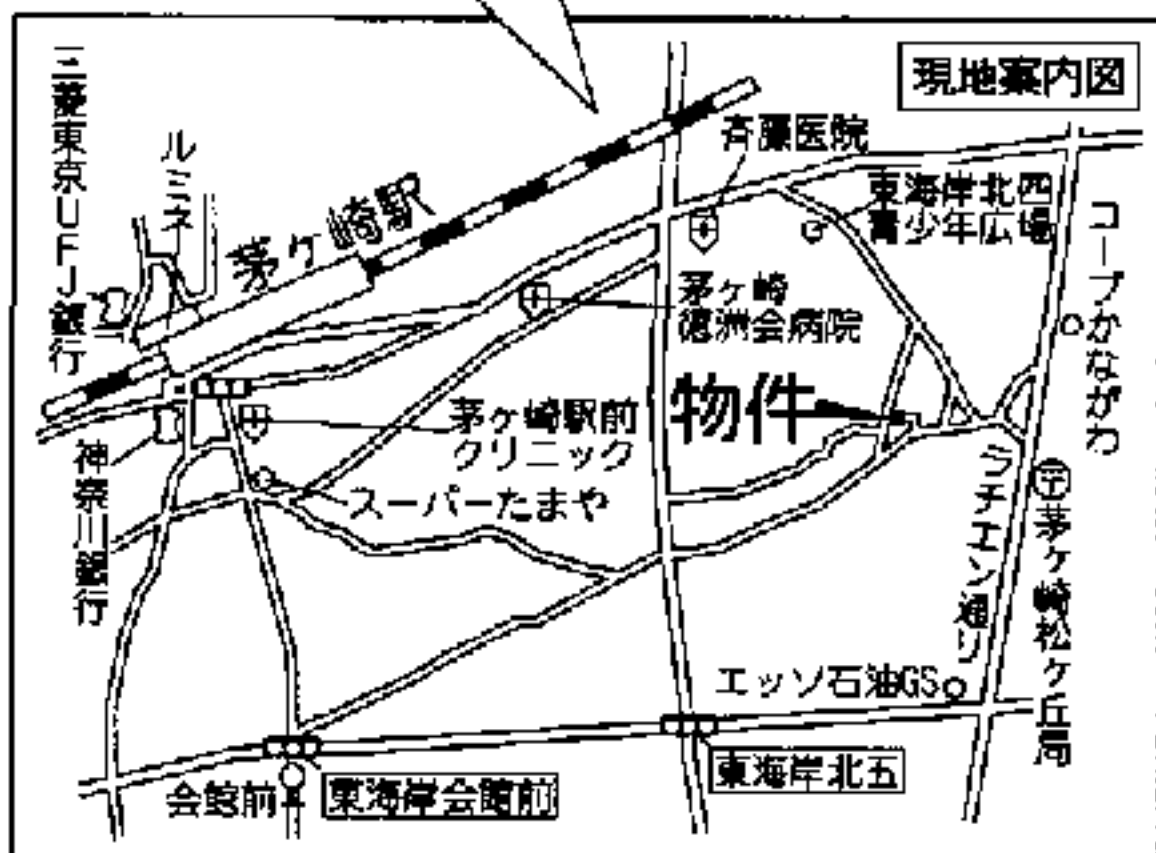 現地案内図
三菱東京UFJ銀行
ルミネ
茅ケ崎駅
斉藤医院
東海岸北四
青少年広場
コープかながわ
茅ヶ崎
徳洲会病院
物件
茅ヶ崎駅前
クリニック
スーパーたまや
神奈川銀行
ラチエン通り
〒茅ヶ崎松ケ丘局
エッソ石油GS
東海岸北五
会館前
東海岸会館前